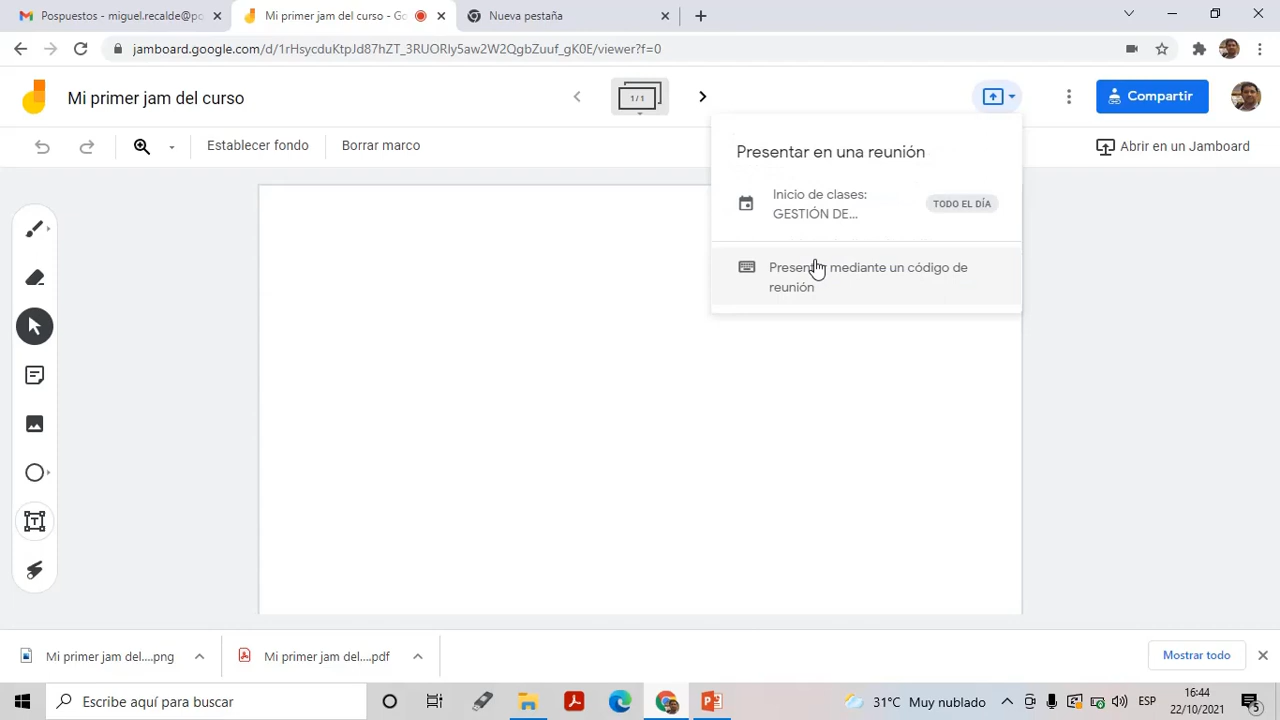 Pospuestos - miguel.recalde@po
Mi primer jam del curso - Go
Nueva pestaña
jamboard.google.com/d/1rHsycduKtpJd87hZT_3RUORly5aw2W2QgbZuuf_gK0E/viewer?f=0
Mi primer jam del curso
1/1
Compartir
Establecer fondo
Borrar marco
Abrir en un Jamboard
Presentar en una reunión
Inicio de clases:
GESTIÓN DE...
TODO EL DÍA
Presentar mediante un código de
reunión
Mi primer jam del....png
Mi primer jam del....pdf
Mostrar todo
Escribe aquí para buscar
31°C Muy nublado
ESP
16:44
22/10/2021
5